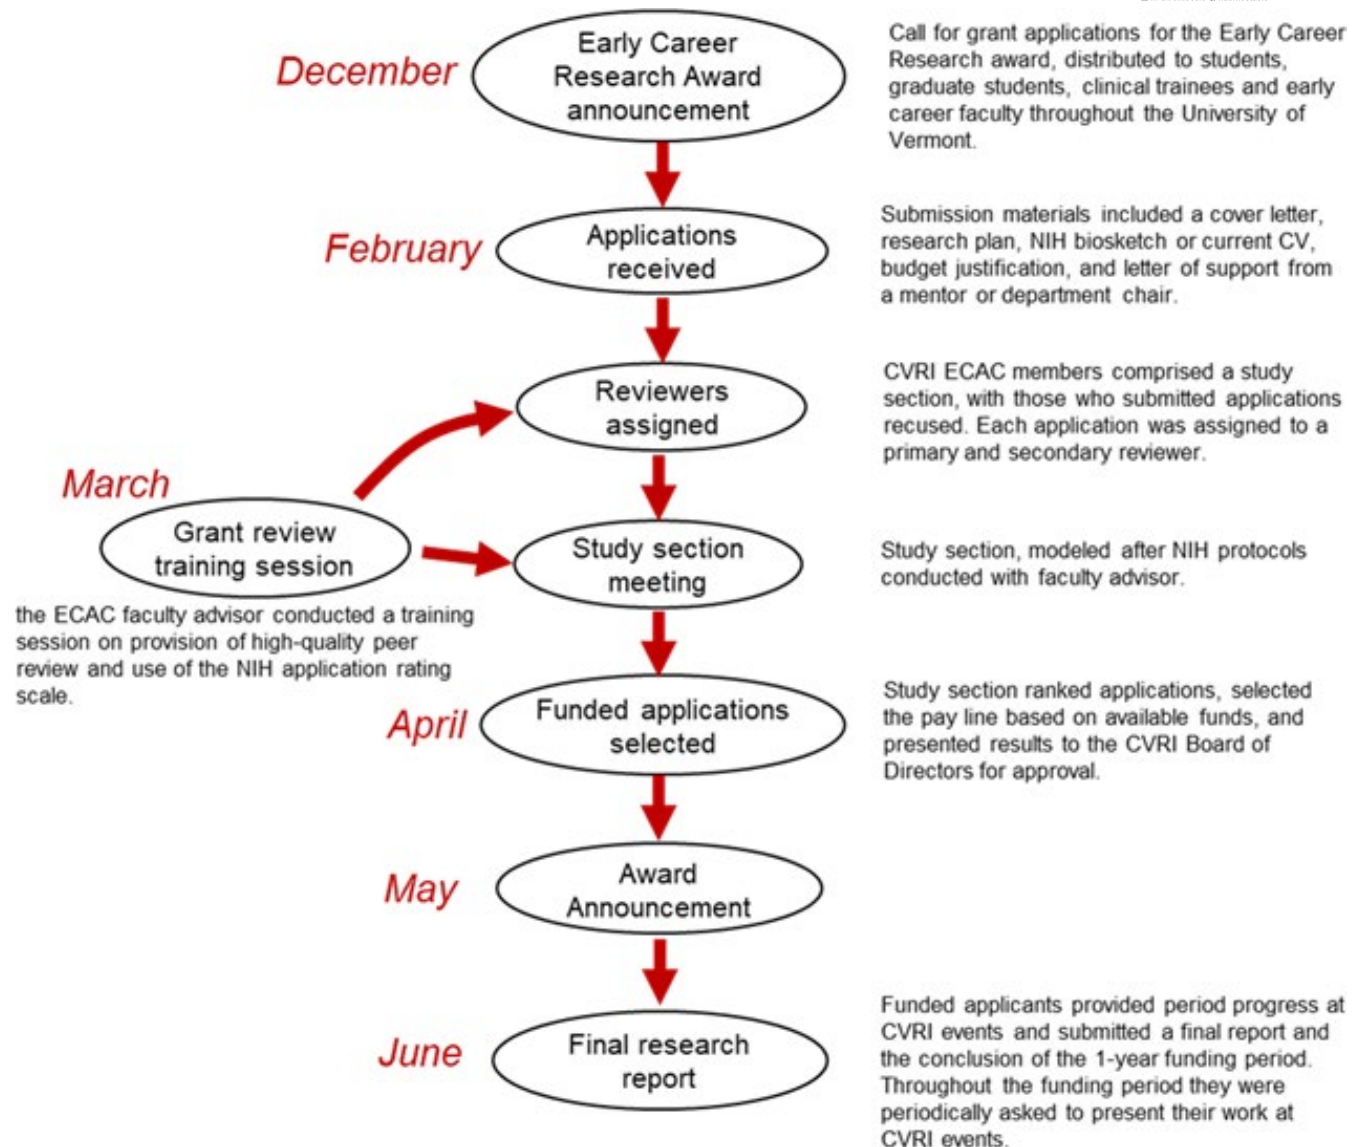 December
Early Career
Research Award
announcement
Call for grant applications for the Early Career
Research award, distributed to students,
graduate students, clinical trainees and early
career faculty throughout the University of
Vermont.
February
Applications
received
Submission materials included a cover letter,
research plan, NIH biosketch or current CV,
budget justification, and letter of support from
a mentor or department chair.
Reviewers
assigned
CVRI ECAC members comprised a study
section, with those who submitted applications
recused. Each application was assigned to a
primary and secondary reviewer.
March
Grant review
training session
the ECAC faculty advisor conducted a training
session on provision of high-quality peer
review and use of the NIH application rating
scale.
Study section
meeting
Study section, modeled after NIH protocols
conducted with faculty advisor.
April
Funded applications
selected
Study section ranked applications, selected
the pay line based on available funds, and
presented results to the CVRI Board of
Directors for approval.
May
Award
Announcement
June
Final research
report
Funded applicants provided period progress at
CVRI events and submitted a final report and
the conclusion of the 1-year funding period.
Throughout the funding period they were
periodically asked to present their work at
CVRI events.